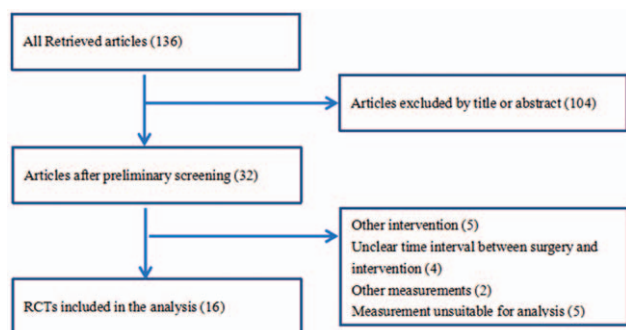 All Retrieved articles (136)
Articles excluded by title or abstract (104)
Articles after preliminary screening (32)
Other intervention (5)
Unclear time interval between surgery and
intervention (4)
Other measurements (2)
Measurement unsuitable for analysis (5)
RCTs included in the analysis (16)